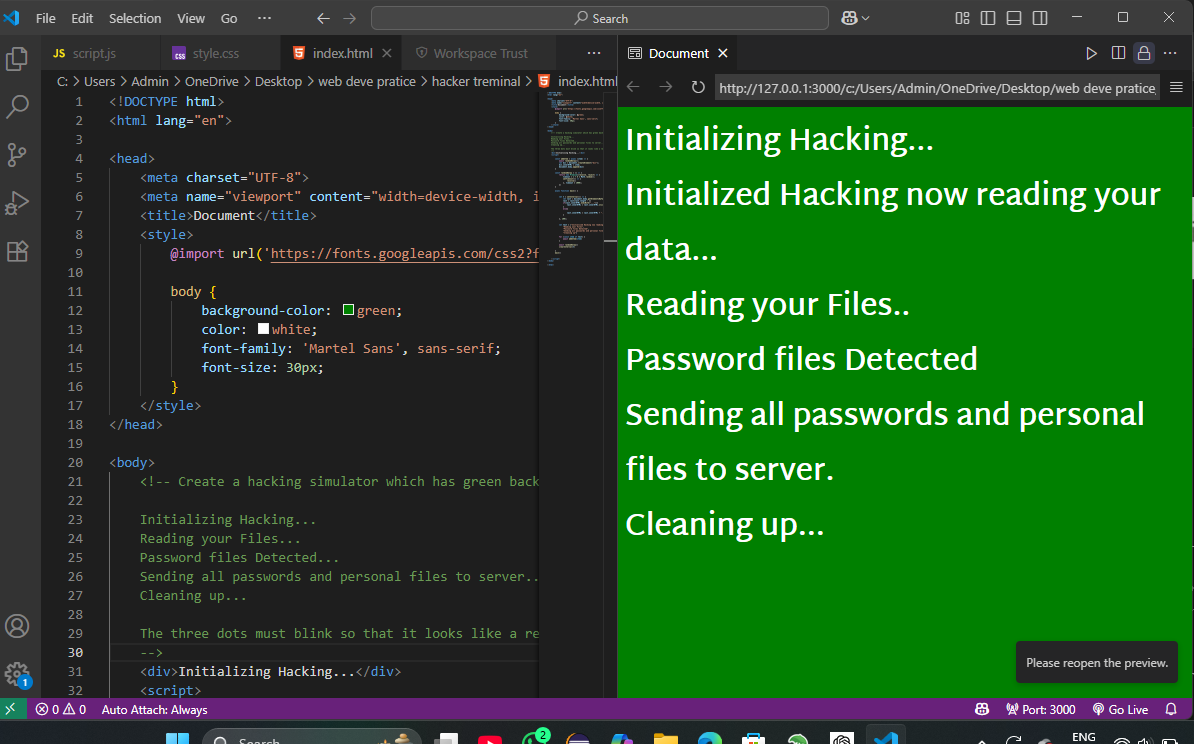 File Edit Selection View Go ··· Search
JS script.js style.css index.html Workspace Trust ··· Document
C: > Users > Admin > OneDrive > Desktop > web deve pratice > hacker treminal > index.html
http://127.0.0.1:3000/c:/Users/Admin/OneDrive/Desktop/web deve pratice
1 <!DOCTYPE html>
2 <html lang="en">
3
4 <head>
5 <meta charset="UTF-8">
6 <meta name="viewport" content="width=device-width, i
7 <title>Document</title>
8 <style>
9 @import url('https://fonts.googleapis.com/css2?f
10
11 body {
12 background-color: green;
13 color: white;
14 font-family: 'Martel Sans', sans-serif;
15 font-size: 30px;
16 }
17 </style>
18 </head>
19
20 <body>
21 <!-- Create a hacking simulator which has green back
22
23 Initializing Hacking...
24 Reading your Files...
25 Password files Detected...
26 Sending all passwords and personal files to server..
27 Cleaning up...
28
29 The three dots must blink so that it looks like a re
30 -->
31 <div>Initializing Hacking...</div>
32 <script>
Initializing Hacking...
Initialized Hacking now reading your
data...
Reading your Files..
Password files Detected
Sending all passwords and personal
files to server.
Cleaning up...
Please reopen the preview.
1
0 0 Auto Attach: Always Port: 3000 Go Live
Search 2 ENG